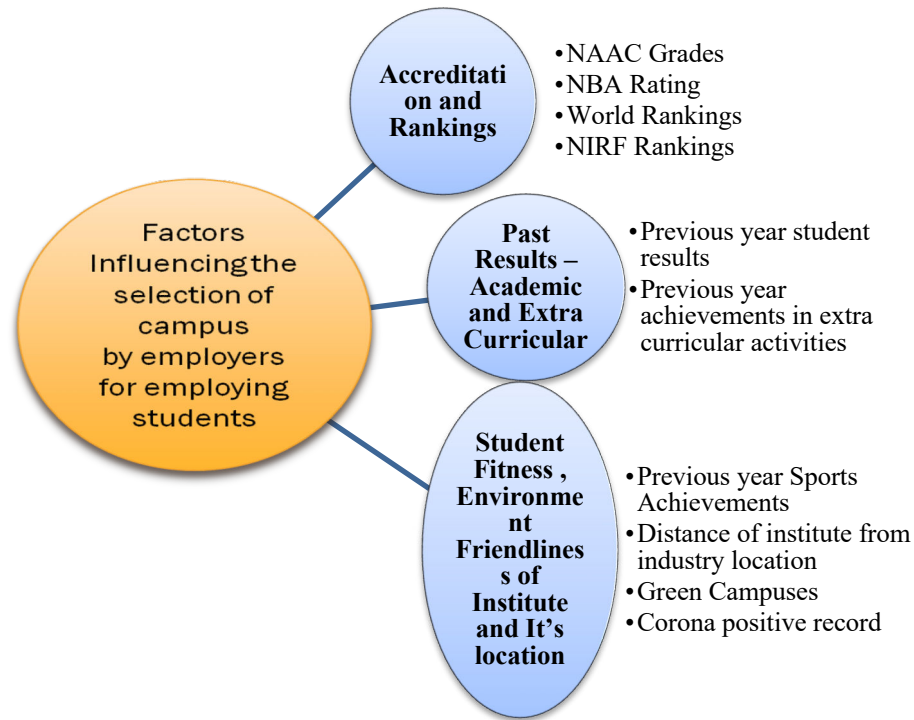 Factors
Influencing the
selection of
campus
by employers
for employing
students
Accreditati
on and
Rankings
•NAAC Grades
•NBA Rating
•World Rankings
•NIRF Rankings
Past
Results –
Academic
and Extra
Curricular
•Previous year student
results
•Previous year
achievements in extra
curricular activities
Student
Fitness ,
Environme
nt
Friendlines
s of
Institute
and It’s
location
•Previous year Sports
Achievements
•Distance of institute from
industry location
•Green Campuses
•Corona positive record